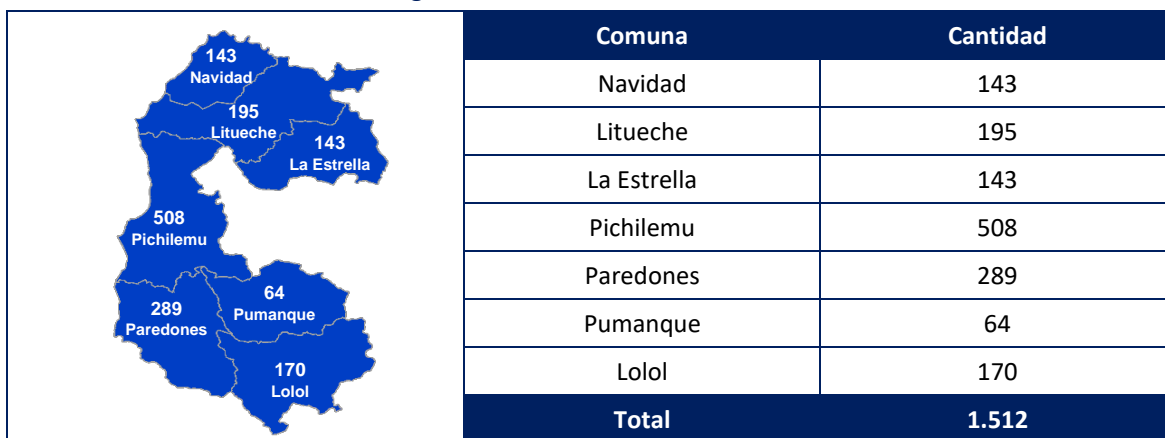 143
Navidad
195
Litueche
143
La Estrella
508
Pichilemu
289
Paredones
64
Pumanque
170
Lolol
Comuna Cantidad
Navidad 143
Litueche 195
La Estrella 143
Pichilemu 508
Paredones 289
Pumanque 64
Lolol 170
Total 1.512